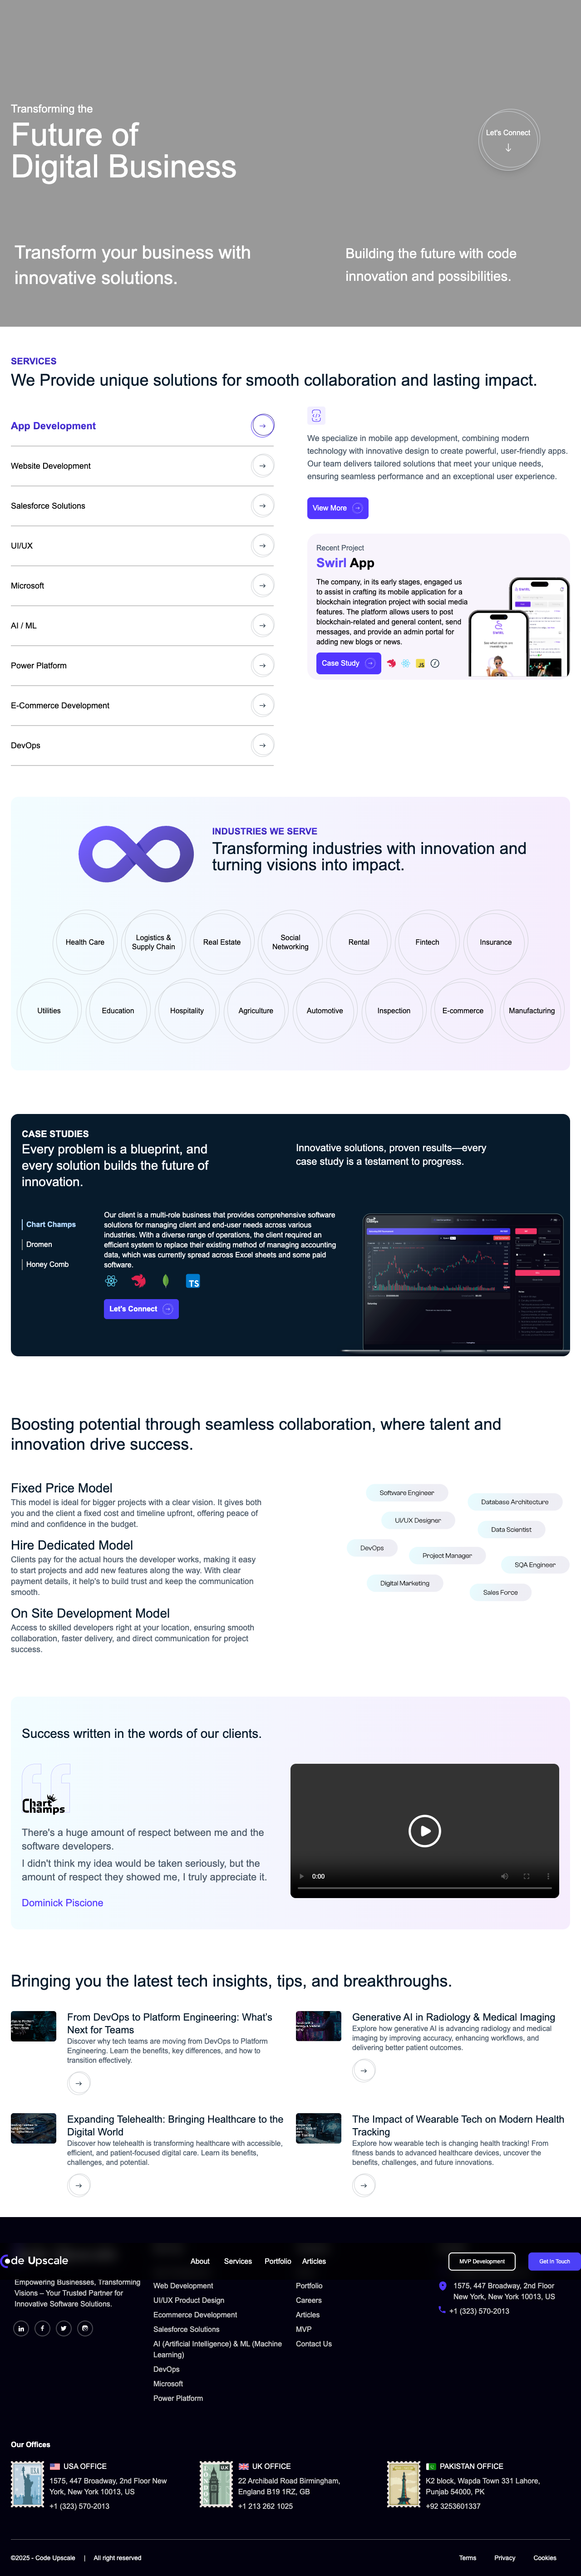 Transforming the
Future of
Digital Business
Let's Connect
Transform your business with
innovative solutions.
Building the future with code
innovation and possibilities.
SERVICES
We Provide unique solutions for smooth collaboration and lasting impact.
App Development
Website Development
Salesforce Solutions
UI/UX
Microsoft
AI / ML
Power Platform
E-Commerce Development
DevOps
We specialize in mobile app development, combining modern
technology with innovative design to create powerful, user-friendly apps.
Our team delivers tailored solutions that meet your unique needs,
ensuring seamless performance and an exceptional user experience.
View More
Recent Project
Swirl App
The company, in its early stages, engaged us
to assist in crafting its mobile application for a
blockchain integration project with social media
features. The platform allows users to post
blockchain-related and general content, send
messages, and provide an admin portal for
adding new blogs or news.
Case Study
JS
SWIRL
SWIRL
INDUSTRIES WE SERVE
Transforming industries with innovation and
turning visions into impact.
Health Care
Logistics &
Supply Chain
Real Estate
Social
Networking
Rental
Fintech
Insurance
Utilities
Education
Hospitality
Agriculture
Automotive
Inspection
E-commerce
Manufacturing
CASE STUDIES
Every problem is a blueprint, and
every solution builds the future of
innovation.
Innovative solutions, proven results—every
case study is a testament to progress.
Chart Champs
Dromen
Honey Comb
Our client is a multi-role business that provides comprehensive software
solutions for managing client and end-user needs across various
industries. With a diverse range of operations, the client required an
efficient system to replace their existing method of managing accounting
data, which was currently spread across Excel sheets and some paid
software.
TS
Let's Connect
Boosting potential through seamless collaboration, where talent and
innovation drive success.
Fixed Price Model
This model is ideal for bigger projects with a clear vision. It gives both
you and the client a fixed cost and timeline upfront, offering peace of
mind and confidence in the budget.
Hire Dedicated Model
Clients pay for the actual hours the developer works, making it easy
to start projects and add new features along the way. With clear
payment details, it help's to build trust and keep the communication
smooth.
On Site Development Model
Access to skilled developers right at your location, ensuring smooth
collaboration, faster delivery, and direct communication for project
success.
Software Engineer
Database Architecture
UI/UX Designer
Data Scientist
DevOps
Project Manager
SQA Engineer
Digital Marketing
Sales Force
Success written in the words of our clients.
Chart
Champs
There's a huge amount of respect between me and the
software developers.
I didn't think my idea would be taken seriously, but the
amount of respect they showed me, I truly appreciate it.
Dominick Piscione
0:00
Bringing you the latest tech insights, tips, and breakthroughs.
From DevOps to Platform Engineering: What's
Next for Teams
Discover why tech teams are moving from DevOps to Platform
Engineering. Learn the benefits, key differences, and how to
transition effectively.
Generative AI in Radiology & Medical Imaging
Explore how generative AI is advancing radiology and medical
imaging by improving accuracy, enhancing workflows, and
delivering better patient outcomes.
Expanding Telehealth: Bringing Healthcare to the
Digital World
Discover how telehealth is transforming healthcare with accessible,
efficient, and patient-focused digital care. Learn its benefits,
challenges, and potential.
The Impact of Wearable Tech on Modern Health
Tracking
Explore how wearable tech is changing health tracking! From
fitness bands to advanced healthcare devices, uncover the
benefits, challenges, and future innovations.
de Upscale
About
Services
Portfolio
Articles
MVP Development
Get In Touch
Empowering Businesses, Transforming
Visions – Your Trusted Partner for
Innovative Software Solutions.
Web Development
UI/UX Product Design
Ecommerce Development
Salesforce Solutions
AI (Artificial Intelligence) & ML (Machine
Learning)
DevOps
Microsoft
Power Platform
Portfolio
Careers
Articles
MVP
Contact Us
1575, 447 Broadway, 2nd Floor
New York, New York 10013, US
+1 (323) 570-2013
Our Offices
USA OFFICE
1575, 447 Broadway, 2nd Floor New
York, New York 10013, US
+1 (323) 570-2013
UK OFFICE
22 Archibald Road Birmingham,
England B19 1RZ, GB
+1 213 262 1025
PAKISTAN OFFICE
K2 block, Wapda Town 331 Lahore,
Punjab 54000, PK
+92 3253601337
©2025 - Code Upscale | All right reserved
Terms
Privacy
Cookies